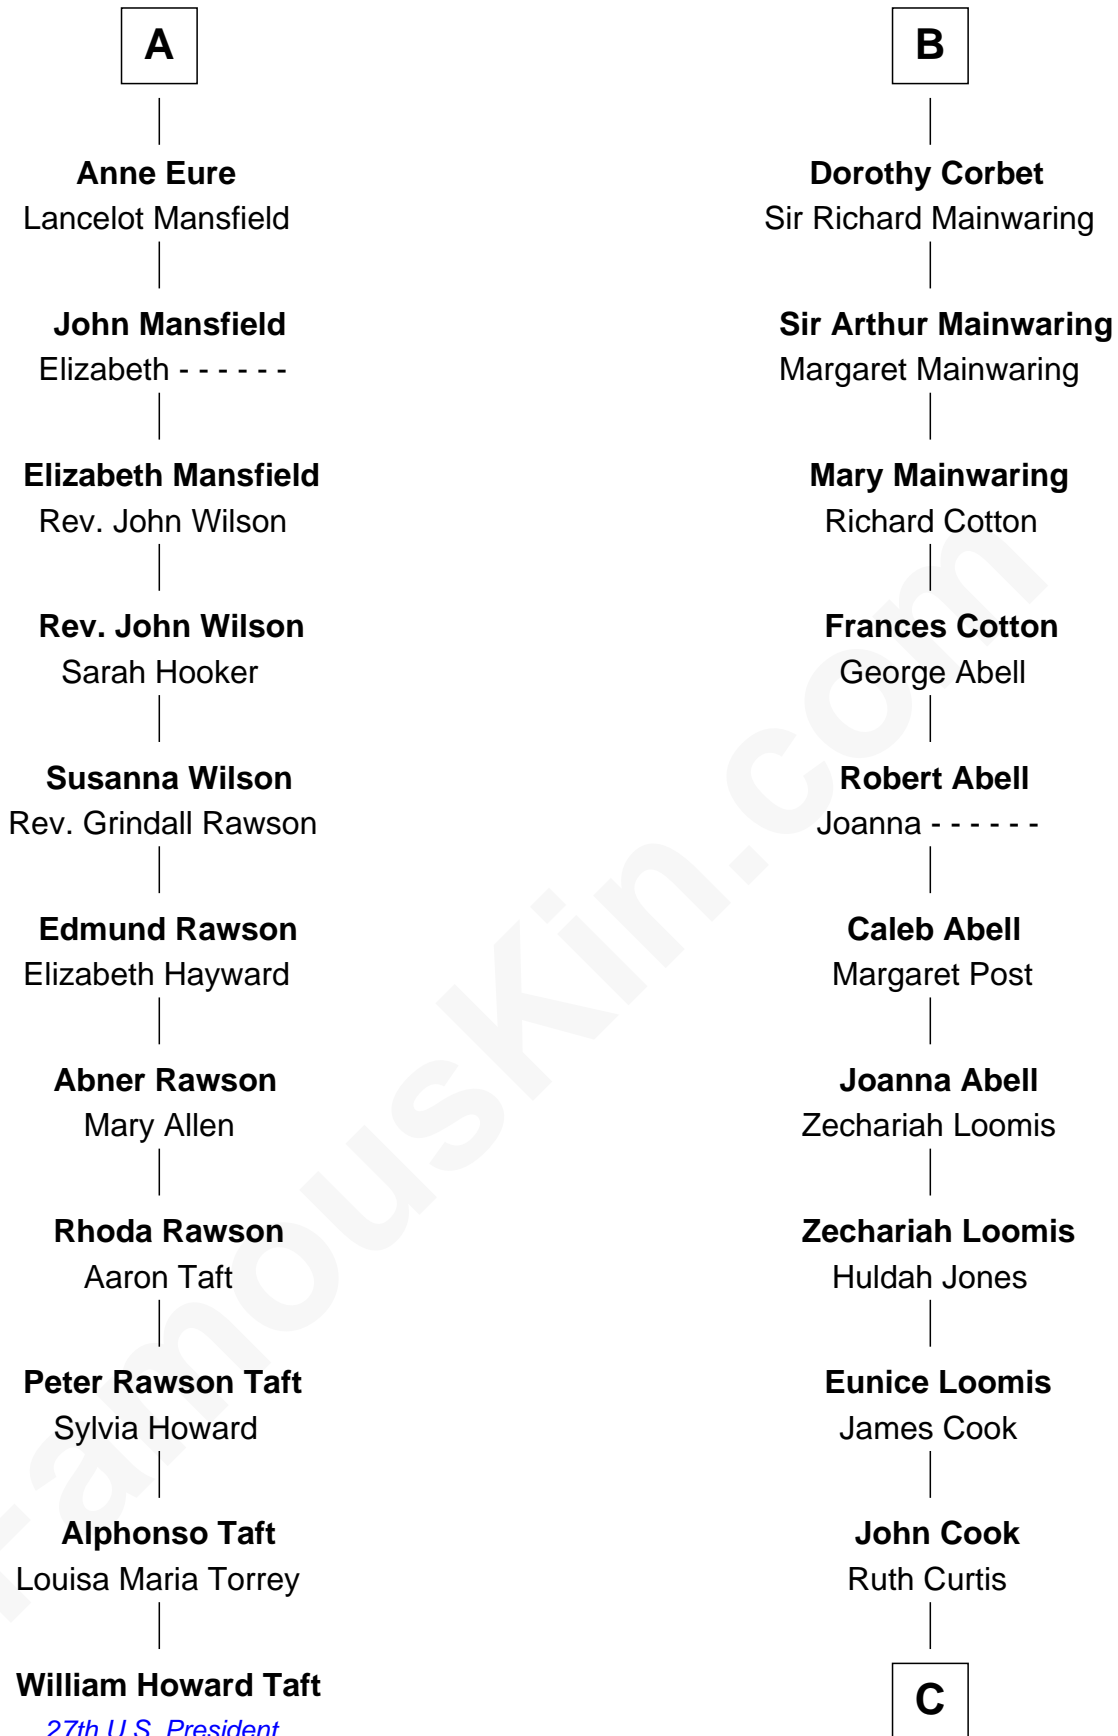 A
Anne Eure
Lancelot Mansfield
John Mansfield
Elizabeth - - - - - -
Elizabeth Mansfield
Rev. John Wilson
Rev. John Wilson
Sarah Hooker
Susanna Wilson
Rev. Grindall Rawson
Edmund Rawson
Elizabeth Hayward
Abner Rawson
Mary Allen
Rhoda Rawson
Aaron Taft
Peter Rawson Taft
Sylvia Howard
Alphonso Taft
Louisa Maria Torrey
William Howard Taft
27th U.S. President
B
Dorothy Corbet
Sir Richard Mainwaring
Sir Arthur Mainwaring
Margaret Mainwaring
Mary Mainwaring
Richard Cotton
Frances Cotton
George Abell
Robert Abell
Joanna - - - - - -
Caleb Abell
Margaret Post
Joanna Abell
Zechariah Loomis
Zechariah Loomis
Huldah Jones
Eunice Loomis
James Cook
John Cook
Ruth Curtis
C
FamousKin.com